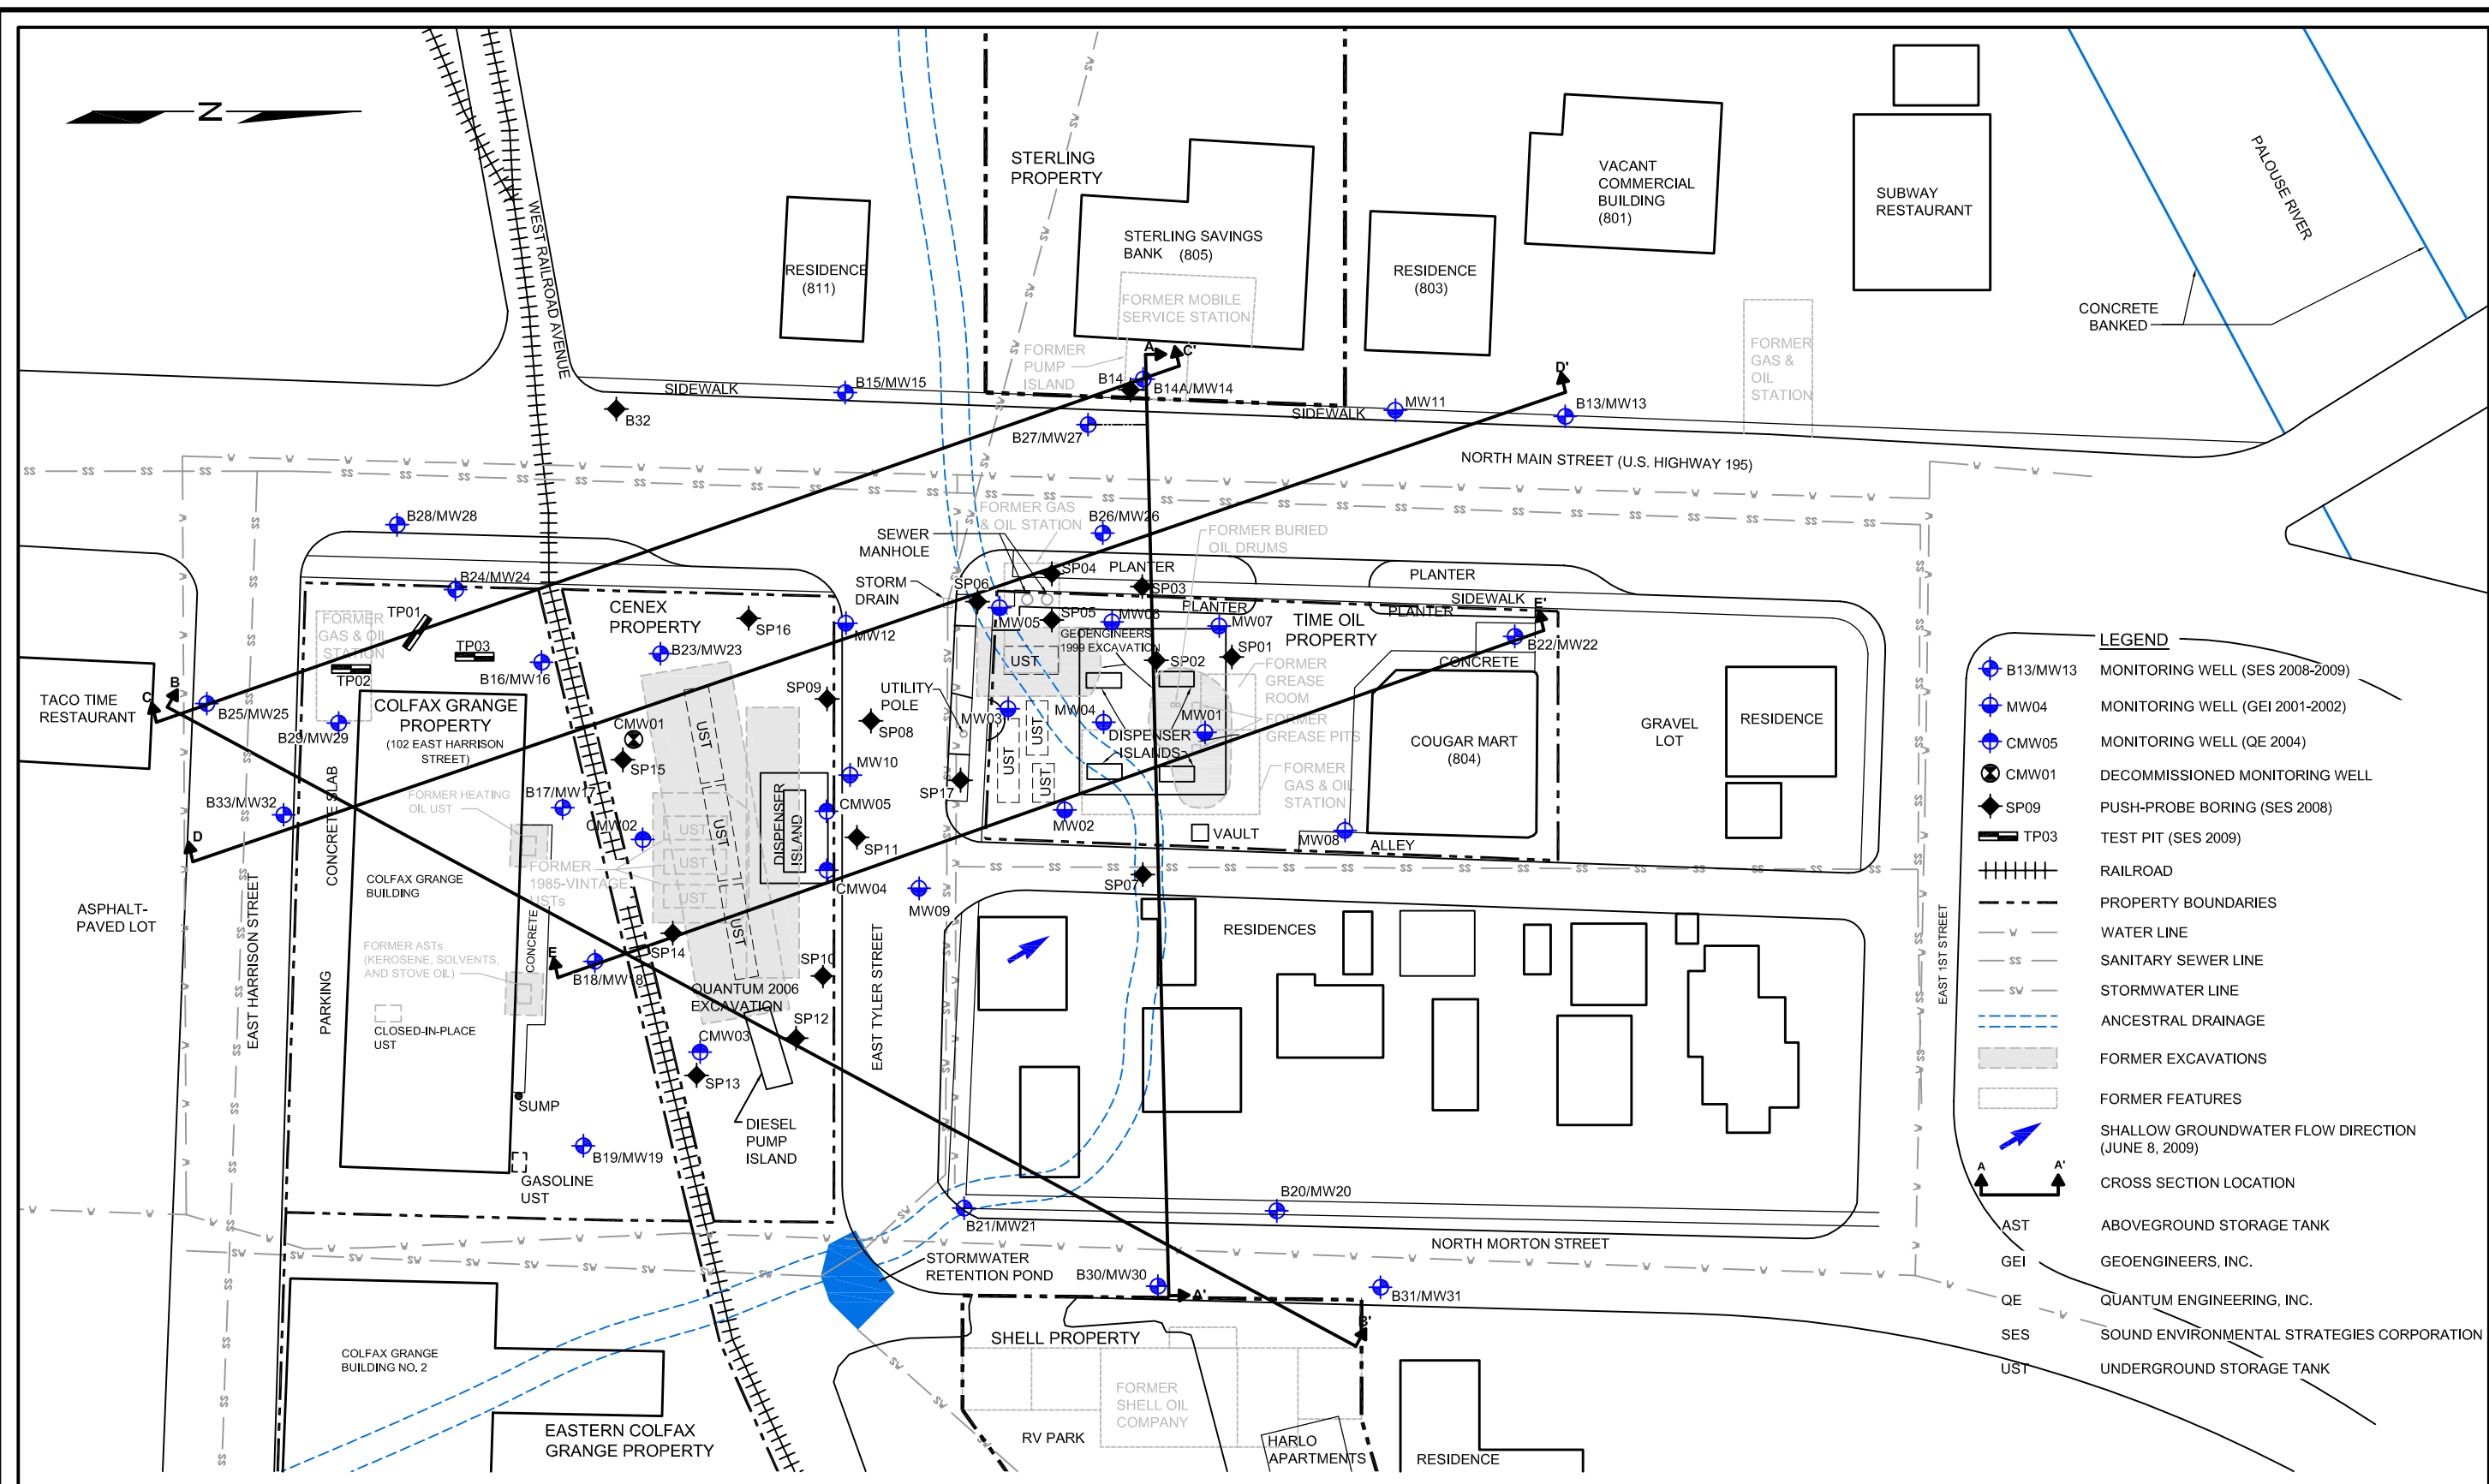 N
WEST RAILROAD AVENUE
STERLING
PROPERTY
RESIDENCE
(811)
STERLING SAVINGS
BANK (805)
FORMER MOBILE
SERVICE STATION
FORMER
PUMP
ISLAND
RESIDENCE
(803)
VACANT
COMMERCIAL
BUILDING
(801)
SUBWAY
RESTAURANT
PALOUSE RIVER
CONCRETE
BANKED
FORMER
GAS &
OIL
STATION
A
C'
D'
B14
B14A/MW14
SIDEWALK
B15/MW15
B32
B27/MW27
SIDEWALK
MW11
B13/MW13
NORTH MAIN STREET (U.S. HIGHWAY 195)
B28/MW28
FORMER GAS
& OIL STATION
B26/MW26
FORMER BURIED
OIL DRUMS
SEWER
MANHOLE
STORM
DRAIN
SP06
SP04
PLANTER
SP03
PLANTER
SIDEWALK
PLANTER
PLANTER
E'
B24/MW24
TP01
TP03
TP02
FORMER
GAS & OIL
STATION
CENEX
PROPERTY
SP16
MW12
MW05
SP05
MW06
MW07
TIME OIL
PROPERTY
B22/MW22
CONCRETE
GEOENGINEERS
1999 EXCAVATION
UST
SP02
SP01
FORMER
GREASE
ROOM
FORMER
GREASE PITS
FORMER
GAS & OIL
STATION
B23/MW23
B16/MW16
TACO TIME
RESTAURANT
C
B
B25/MW25
B29/MW29
COLFAX GRANGE
PROPERTY
(102 EAST HARRISON
STREET)
CMW01
SP15
SP09
SP08
UTILITY
POLE
MW03
MW04
MW01
DISPENSER
ISLANDS
UST
UST
UST
SP17
MW02
VAULT
MW08
ALLEY
COUGAR MART
(804)
GRAVEL
LOT
RESIDENCE
B33/MW32
D
CONCRETE SLAB
PARKING
EAST HARRISON STREET
ASPHALT-
PAVED LOT
COLFAX GRANGE
BUILDING
FORMER HEATING
OIL UST
B17/MW17
CMW02
FORMER
1985-VINTAGE
USTs
UST
UST
UST
UST
UST
UST
DISPENSER
ISLAND
MW10
CMW05
SP11
CMW04
MW09
SP07
FORMER ASTs
(KEROSENE, SOLVENTS,
AND STOVE OIL)
CONCRETE
E
B18/MW18
SP14
SP10
QUANTUM 2006
EXCAVATION
CLOSED-IN-PLACE
UST
CMW03
SP12
SP13
SUMP
DIESEL
PUMP
ISLAND
B19/MW19
GASOLINE
UST
EAST TYLER STREET
RESIDENCES
EAST 1ST STREET
B21/MW21
B20/MW20
NORTH MORTON STREET
STORMWATER
RETENTION POND
B30/MW30
A'
B31/MW31
B'
SHELL PROPERTY
FORMER
SHELL OIL
COMPANY
RV PARK
HARLO
APARTMENTS
RESIDENCE
COLFAX GRANGE
BUILDING NO. 2
EASTERN COLFAX
GRANGE PROPERTY
LEGEND
B13/MW13 MONITORING WELL (SES 2008-2009)
MW04 MONITORING WELL (GEI 2001-2002)
CMW05 MONITORING WELL (QE 2004)
CMW01 DECOMMISSIONED MONITORING WELL
SP09 PUSH-PROBE BORING (SES 2008)
TP03 TEST PIT (SES 2009)
RAILROAD
PROPERTY BOUNDARIES
W WATER LINE
SS SANITARY SEWER LINE
SW STORMWATER LINE
ANCESTRAL DRAINAGE
FORMER EXCAVATIONS
FORMER FEATURES
SHALLOW GROUNDWATER FLOW DIRECTION
(JUNE 8, 2009)
A A' CROSS SECTION LOCATION
AST ABOVEGROUND STORAGE TANK
GEI GEOENGINEERS, INC.
QE QUANTUM ENGINEERING, INC.
SES SOUND ENVIRONMENTAL STRATEGIES CORPORATION
UST UNDERGROUND STORAGE TANK